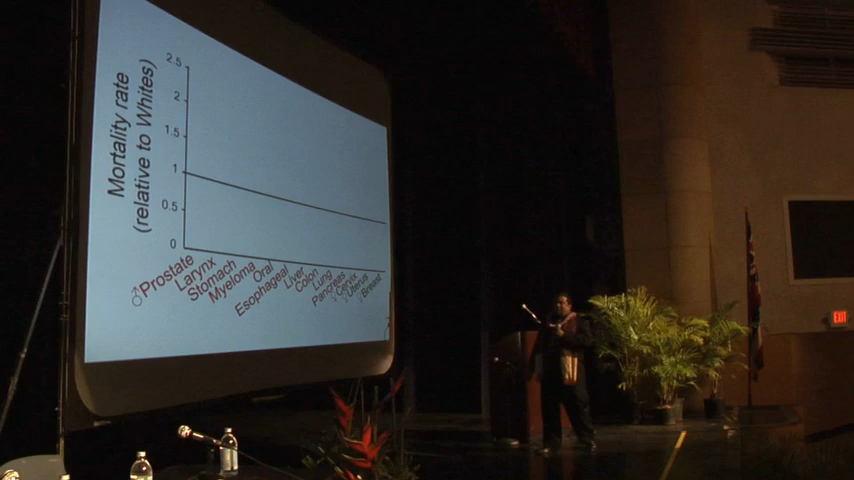 Mortality rate
(relative to Whites)
2.5
2
1.5
1
0.5
0
♂Prostate
Larynx
Stomach
Myeloma
Oral
Esophageal
Liver
Colon
Lung
Pancreas
♀Cervix
♀Uterus
♀Breast
EXIT